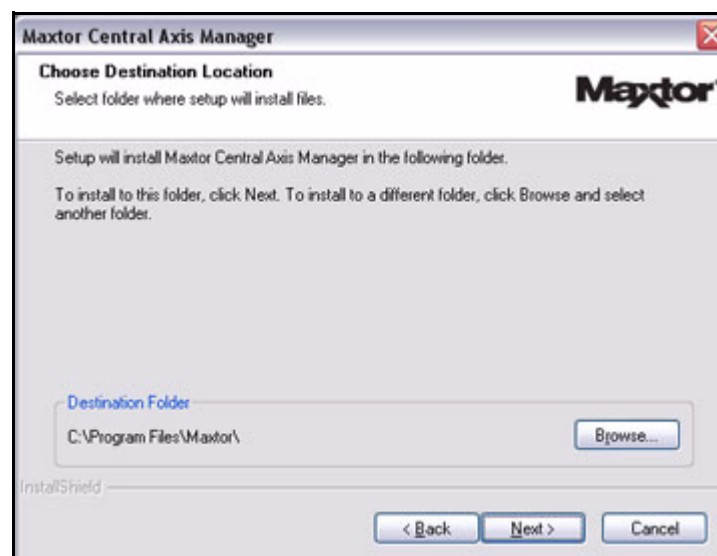 Maxtor Central Axis Manager
Choose Destination Location
Select folder where setup will install files.
Maxtor
Setup will install Maxtor Central Axis Manager in the following folder.
To install to this folder, click Next. To install to a different folder, click Browse and select
another folder.
Destination Folder
C:\Program Files\Maxtor\
Browse...
InstallShield
< Back
Next >
Cancel